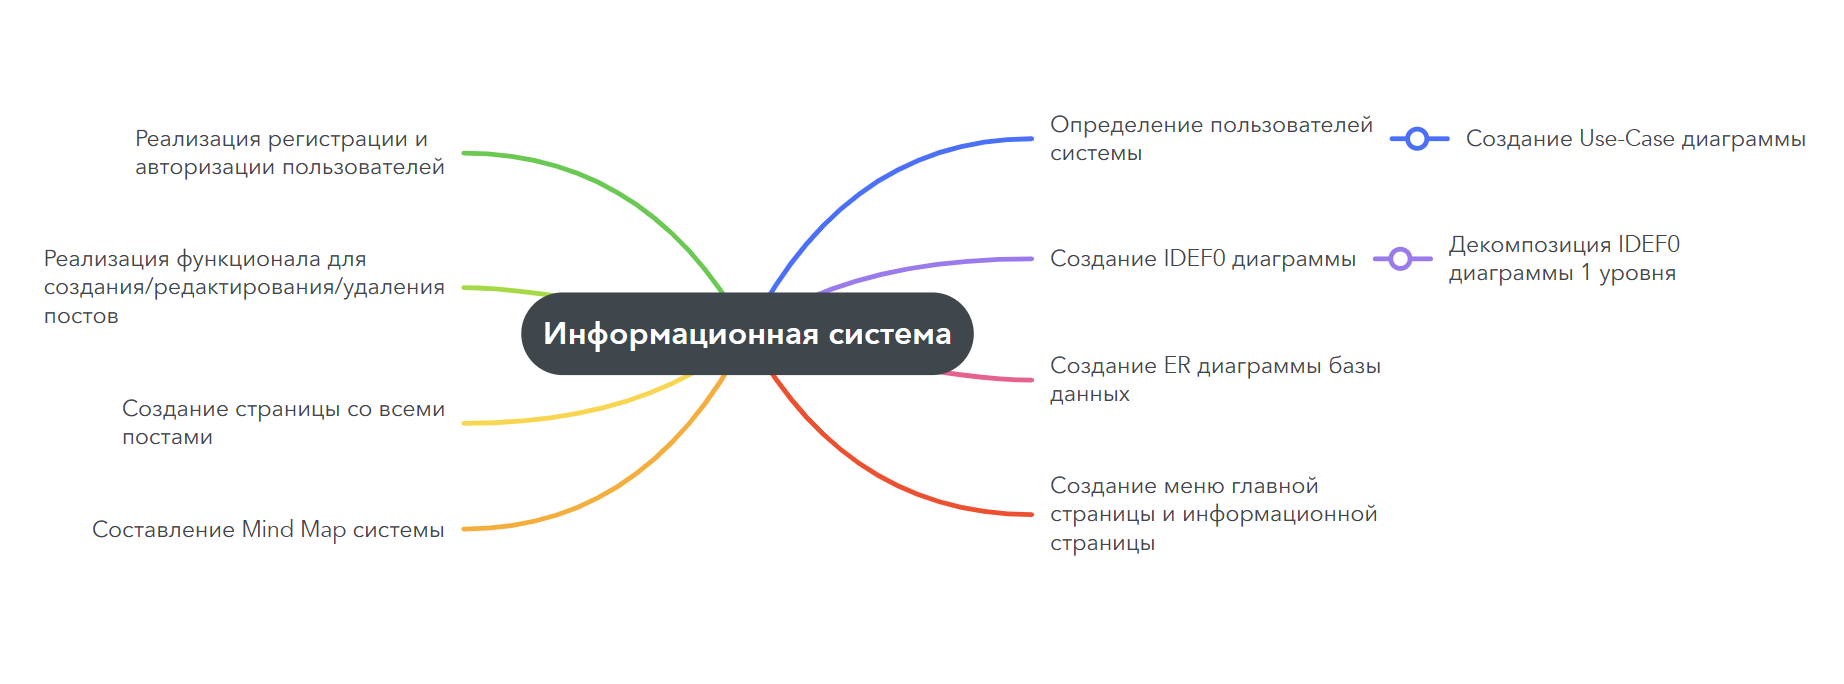 Реализация регистрации и
авторизации пользователей
Реализация функционала для
создания/редактирования/удаления
постов
Создание страницы со всеми
постами
Составление Mind Map системы
Информационная система
Определение пользователей
системы
Создание Use-Case диаграммы
Создание IDEF0 диаграммы
Декомпозиция IDEF0
диаграммы 1 уровня
Создание ER диаграммы базы
данных
Создание меню главной
страницы и информационной
страницы